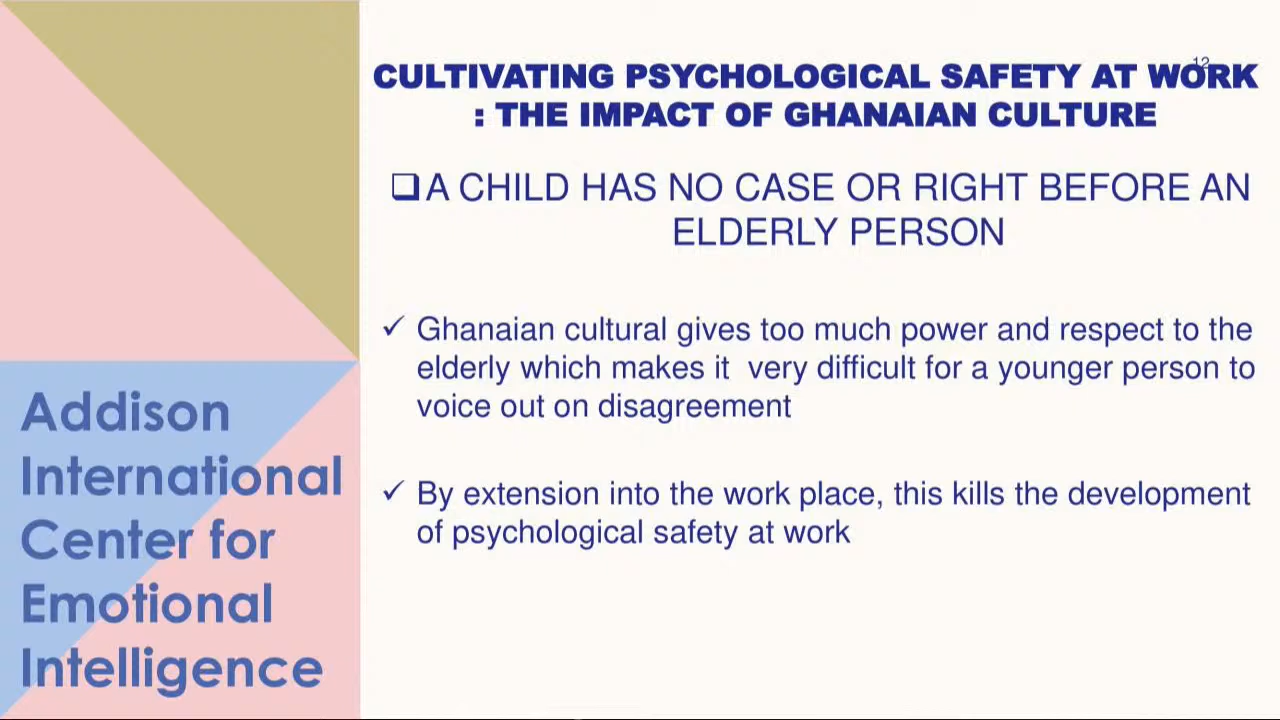 12
CULTIVATING PSYCHOLOGICAL SAFETY AT WORK
: THE IMPACT OF GHANAIAN CULTURE
❑A CHILD HAS NO CASE OR RIGHT BEFORE AN
ELDERLY PERSON
✓ Ghanaian cultural gives too much power and respect to the
elderly which makes it  very difficult for a younger person to
voice out on disagreement
✓ By extension into the work place, this kills the development
of psychological safety at work
Addison
International
Center for
Emotional
Intelligence